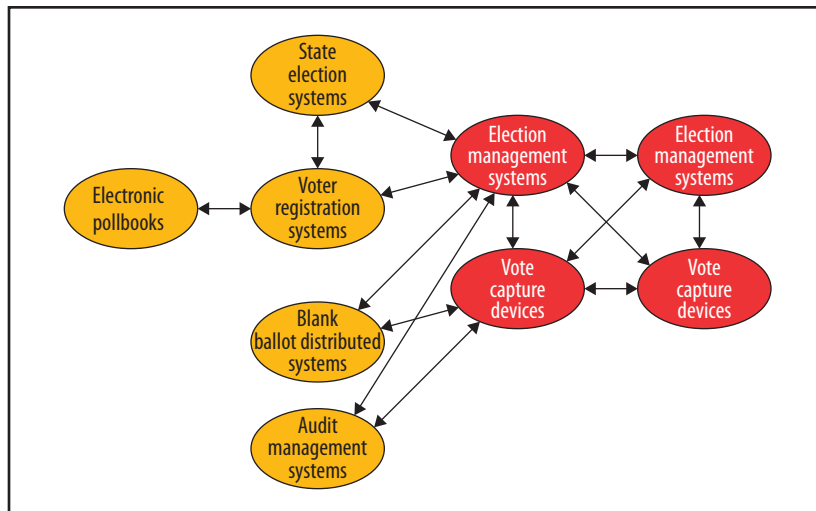 State
election
systems
Election
management
systems
Election
management
systems
Electronic
pollbooks
Voter
registration
systems
Vote
capture
devices
Vote
capture
devices
Blank
ballot distributed
systems
Audit
management
systems